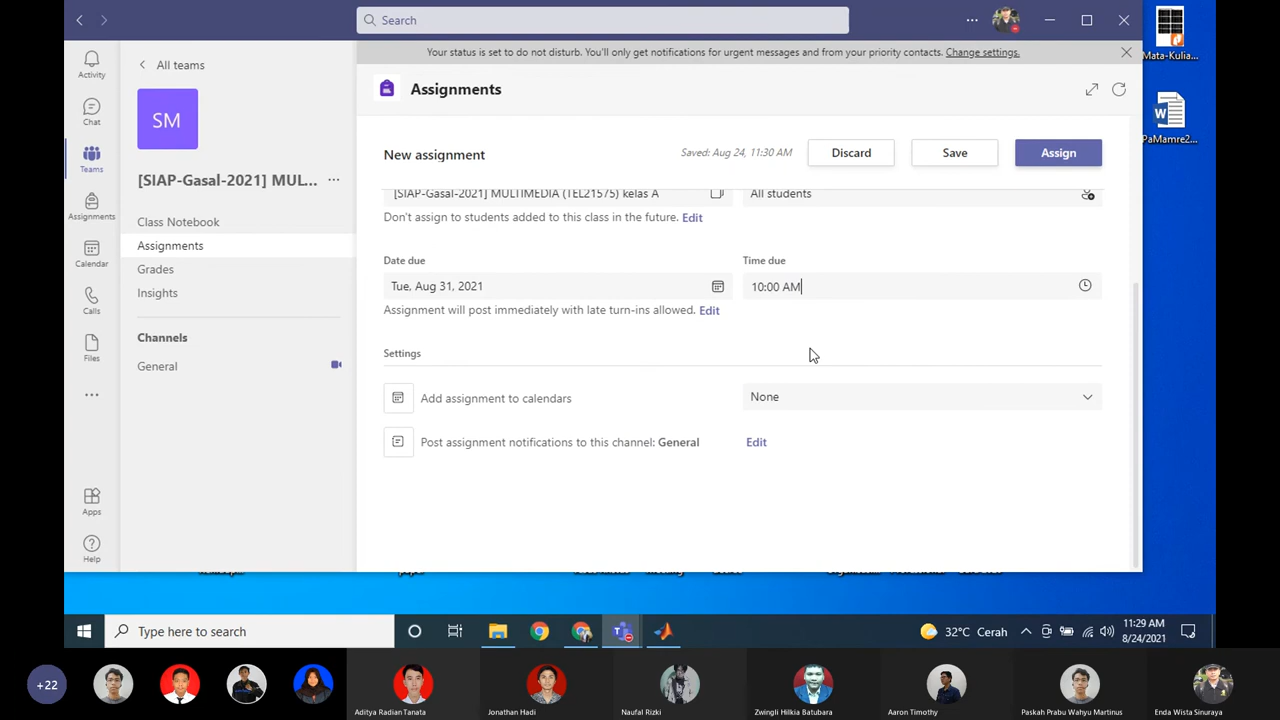 Search
Mata-Kulia...
Your status is set to do not disturb. You'll only get notifications for urgent messages and from your priority contacts. Change settings.
Activity
All teams
Assignments
Chat
SM
PaMamre2...
New assignment
Saved: Aug 24, 11:30 AM
Discard
Save
Assign
Teams
[SIAP-Gasal-2021] MUL...
[SIAP-Gasal-2021] MULTIMEDIA (TEL21575) kelas A
All students
Assignments
Class Notebook
Don't assign to students added to this class in the future. Edit
Assignments
Calendar
Date due
Time due
Grades
Tue, Aug 31, 2021
10:00 AM
Insights
Calls
Assignment will post immediately with late turn-ins allowed. Edit
Channels
Files
Settings
General
Add assignment to calendars
None
Post assignment notifications to this channel: General
Edit
Apps
Help
Type here to search
32°C Cerah
11:29 AM
8/24/2021
+22
Aditya RadianTanata
Jonathan Hadi
Naufal Rizki
Zwingli Hilkia Batubara
Aaron Timothy
Paskah Prabu Wahyu Martinus
Enda Wista Sinuraya